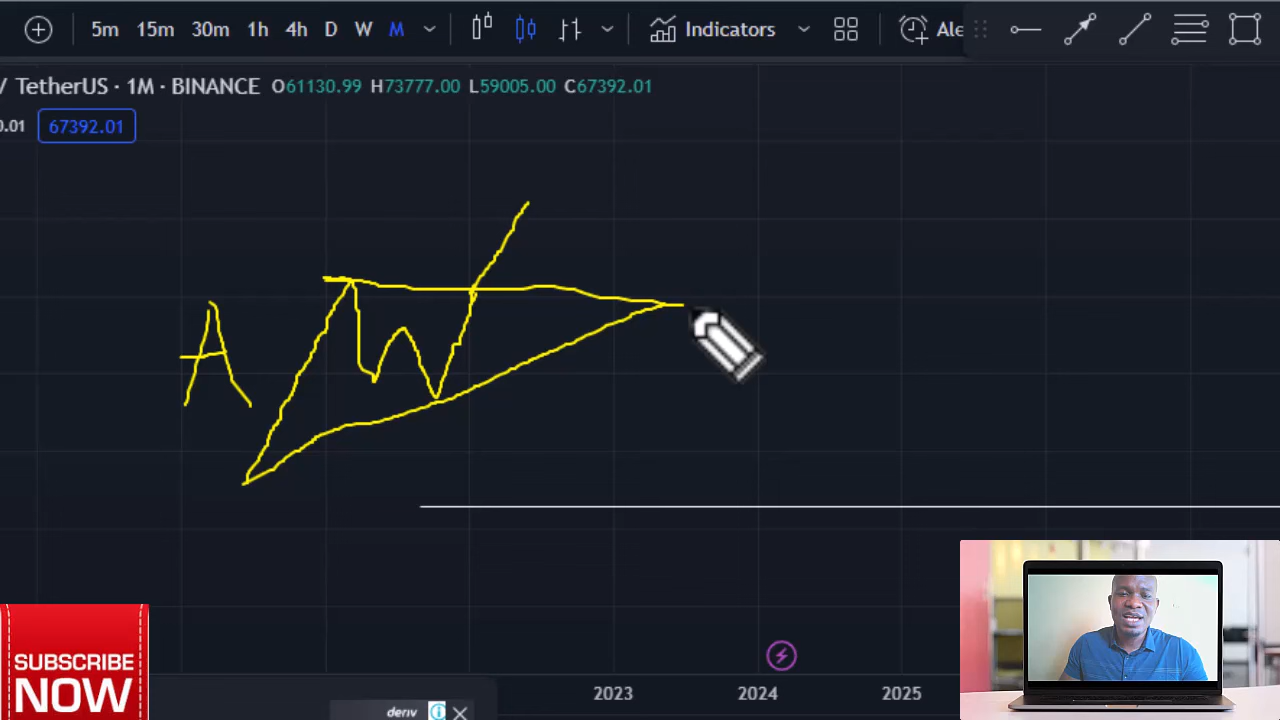 5m 15m 30m 1h 4h D W M Indicators Ale
/ TetherUS · 1M · BINANCE O61130.99 H73777.00 L59005.00 C67392.01
0.01 67392.01
A W
2023 2024 2025
SUBSCRIBE
NOW
deriv